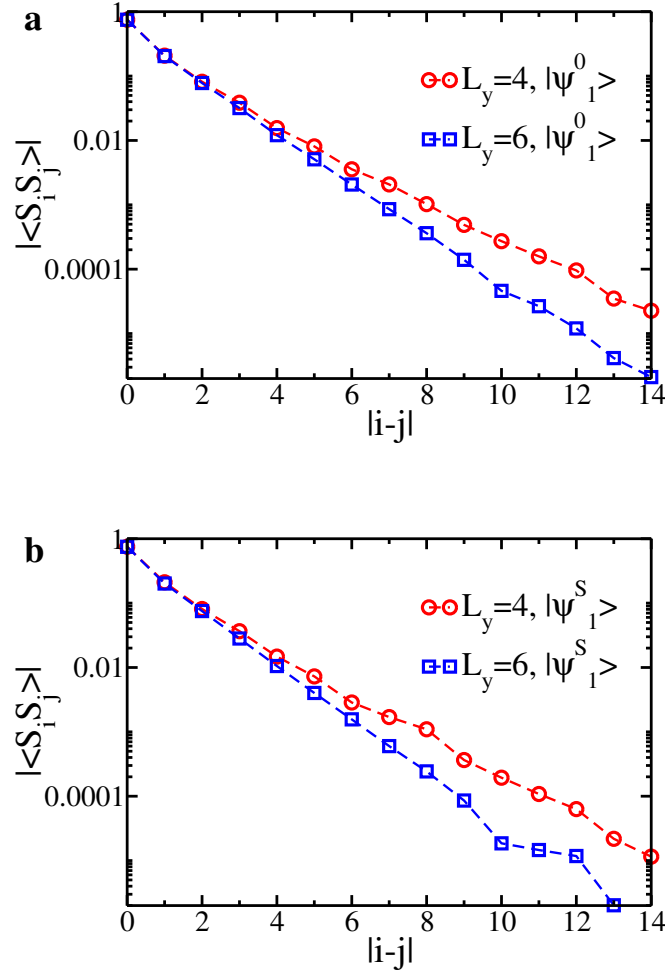 a
1
0.01
0.0001
|<S_iS_j>|
L_y=4, |ψ^0_1>
L_y=6, |ψ^0_1>
0 2 4 6 8 10 12 14
|i-j|
b
1
0.01
0.0001
|<S_iS_j>|
L_y=4, |ψ^S_1>
L_y=6, |ψ^S_1>
0 2 4 6 8 10 12 14
|i-j|